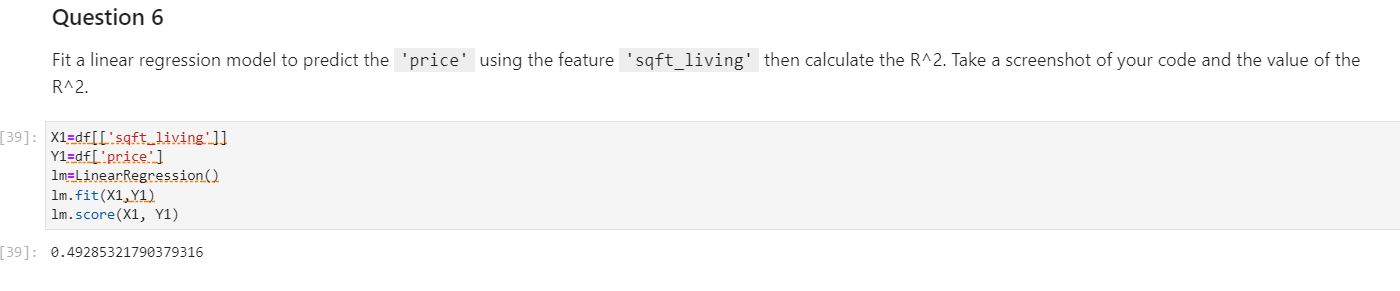 Question 6
Fit a linear regression model to predict the 'price' using the feature 'sqft_living' then calculate the R^2. Take a screenshot of your code and the value of the
R^2.
[39]: X1=df[['sqft_living']]
Y1=df['price']
lm=LinearRegression()
lm.fit(X1,Y1)
lm.score(X1, Y1)
[39]: 0.49285321790379316